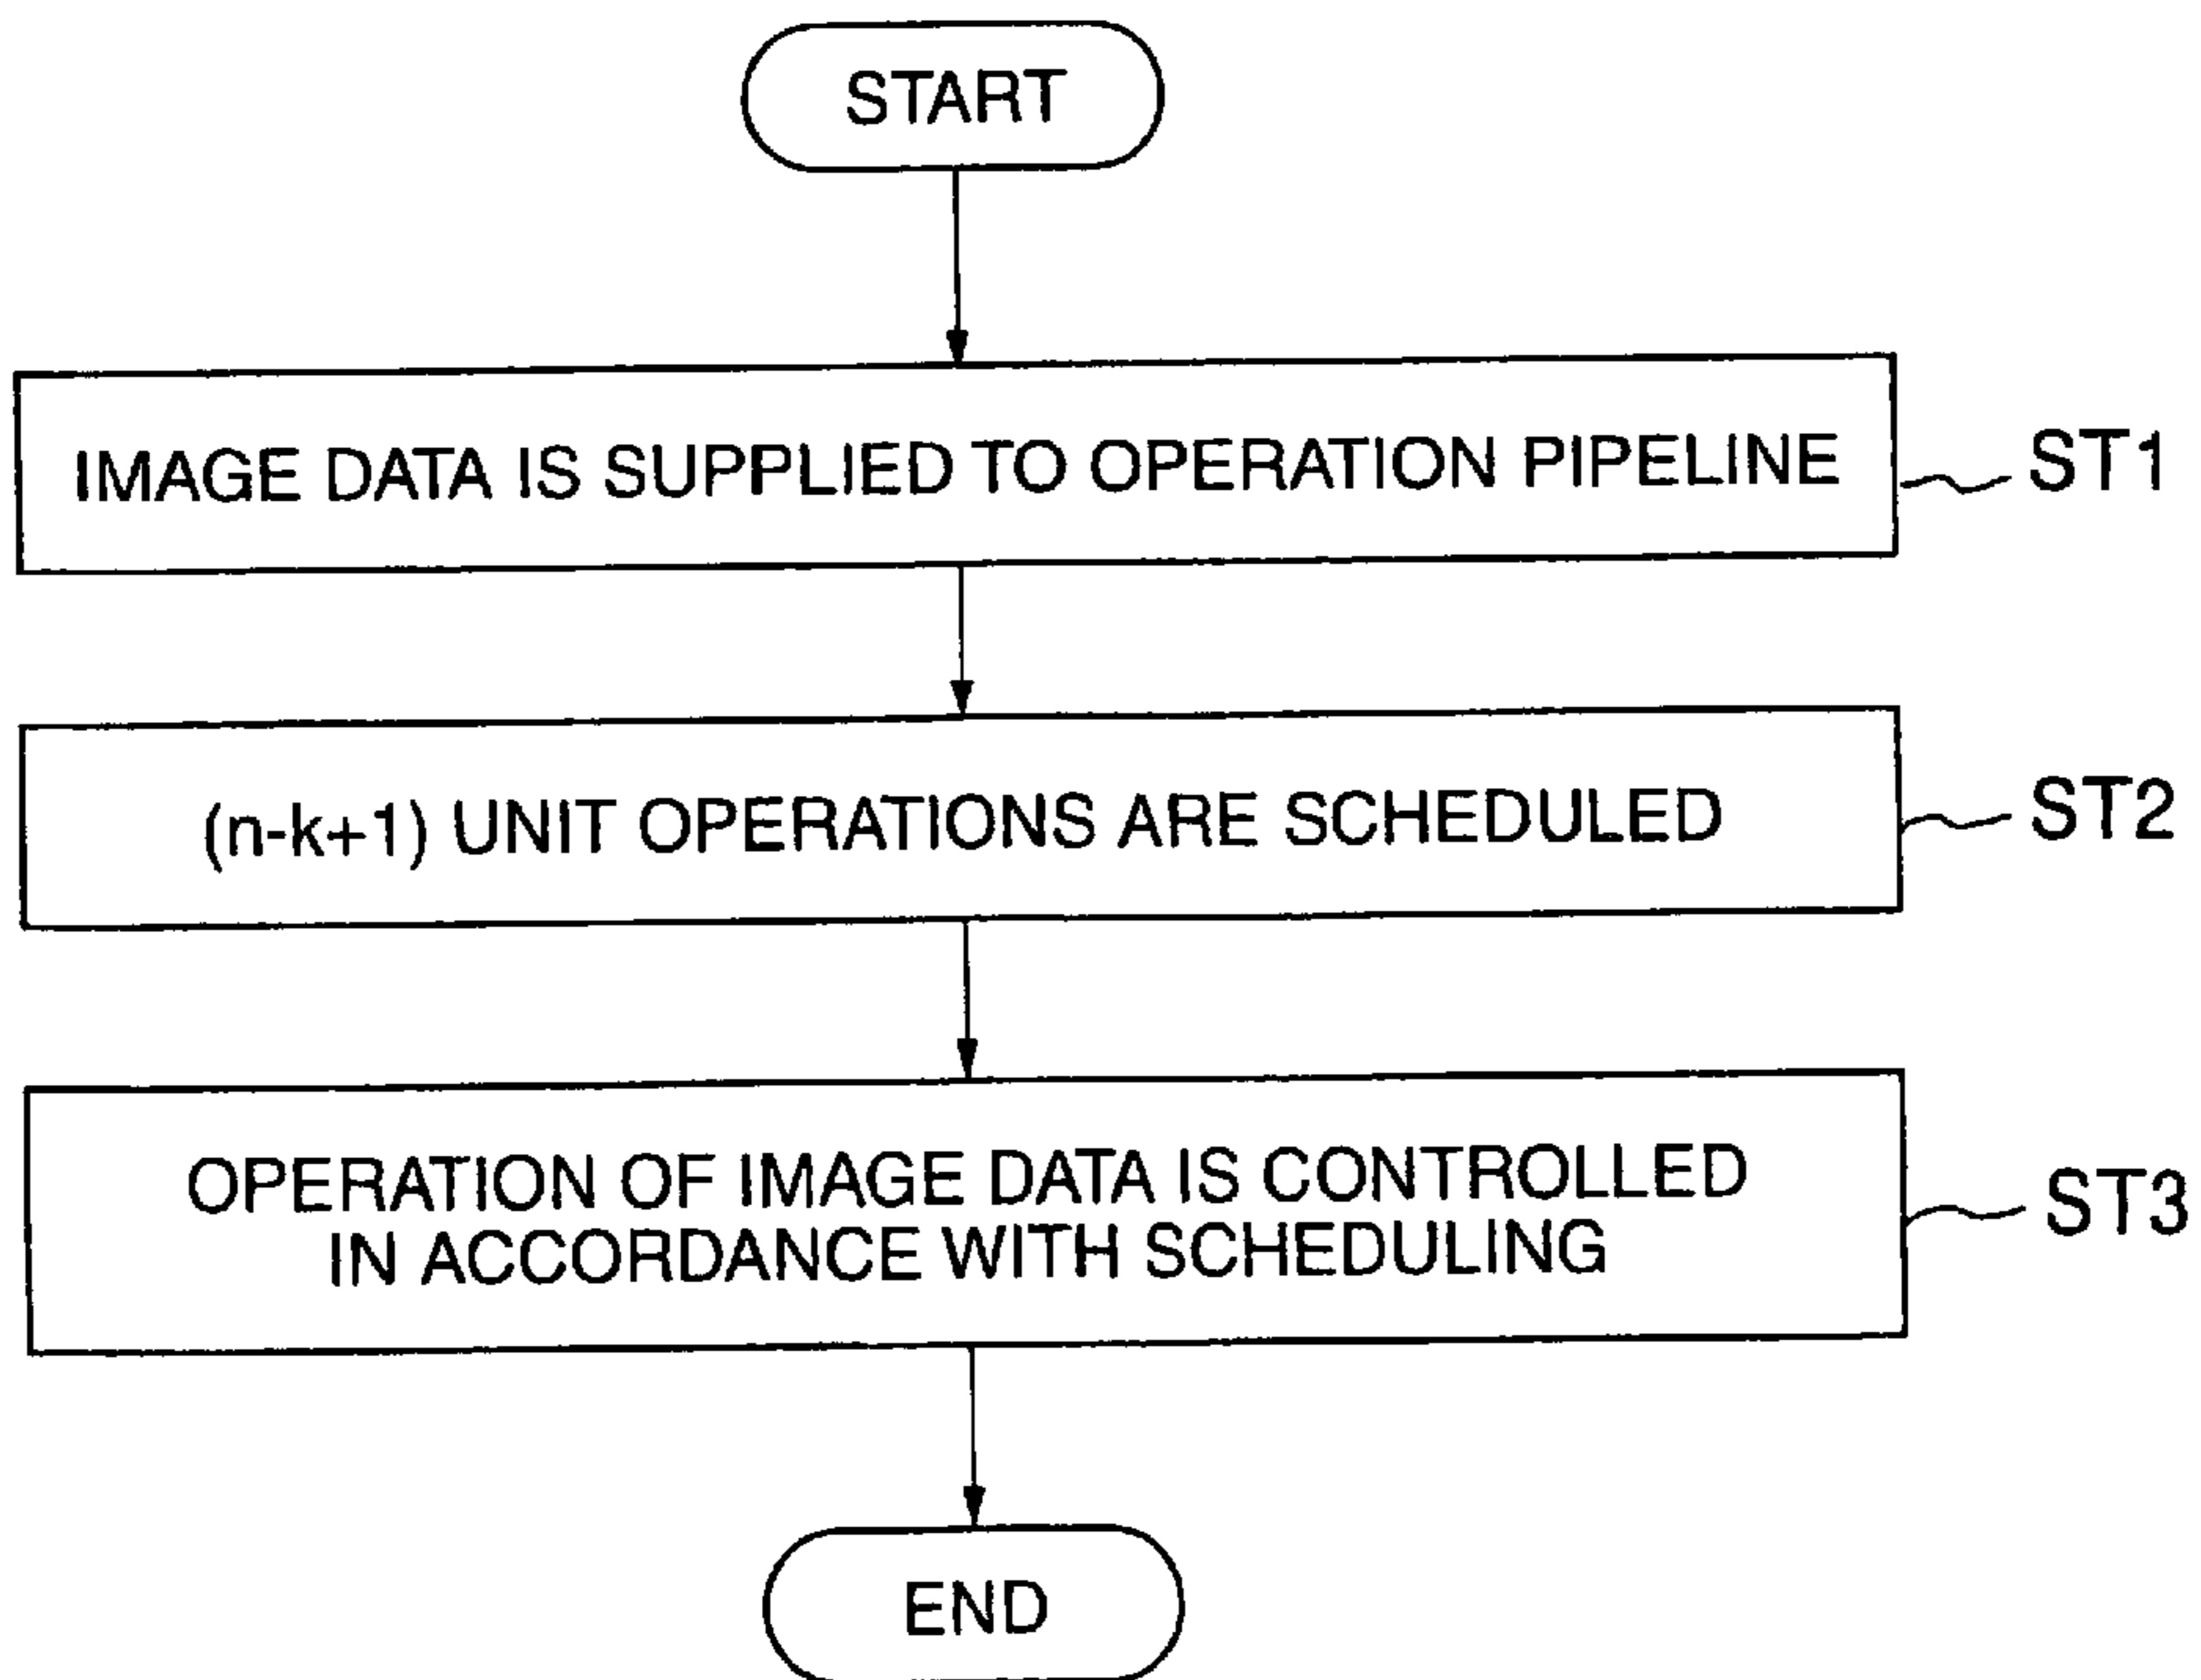 START
IMAGE DATA IS SUPPLIED TO OPERATION PIPELINE
ST1
(n-k+1) UNIT OPERATIONS ARE SCHEDULED
ST2
OPERATION OF IMAGE DATA IS CONTROLLED
IN ACCORDANCE WITH SCHEDULING
ST3
END